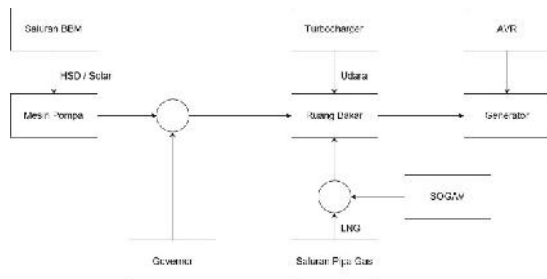 Saluran BBM
Turbocharger
AVR
HSD / Solar
Udara
Mesin Pompa
Ruang Bakar
Generator
SOGAV
LNG
Governor
Saluran Pipa Gas